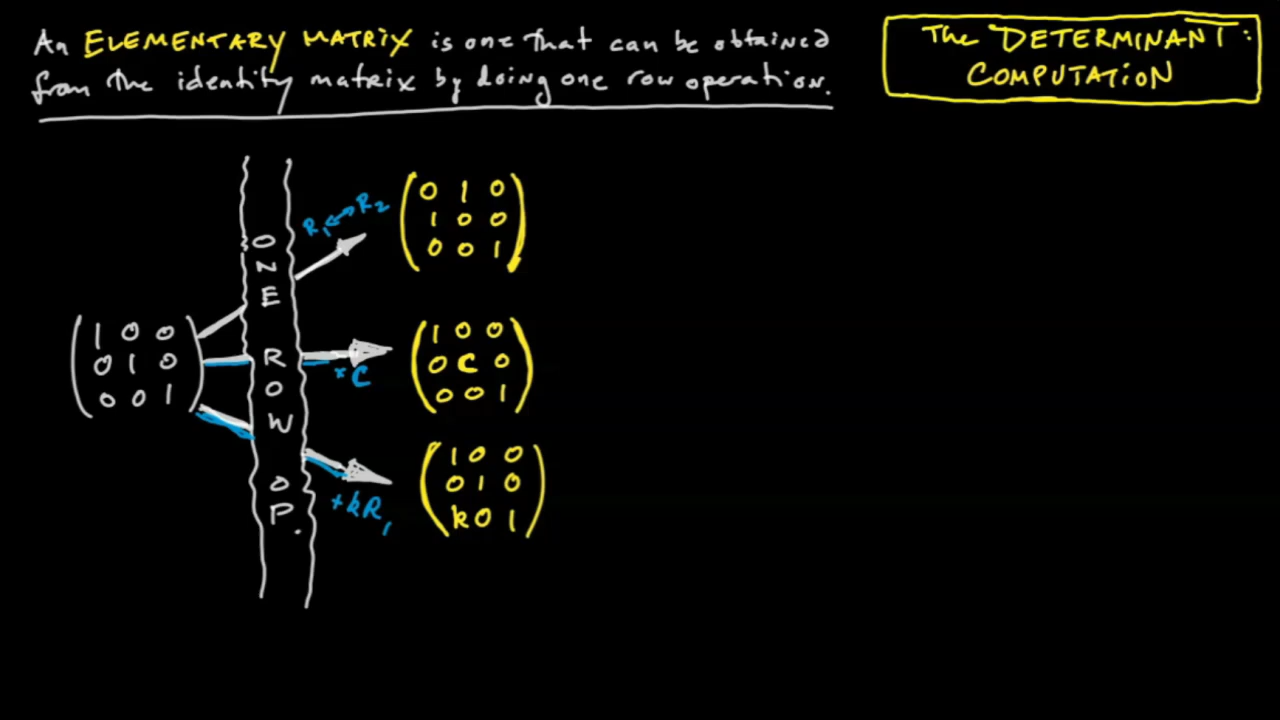 An ELEMENTARY MATRIX is one that can be obtained
from the identity matrix by doing one row operation.
The DETERMINANT:
COMPUTATION
ONE ROW OP.
1 0 0
0 1 0
0 0 1
R1 ↔ R2
0 1 0
1 0 0
0 0 1
×C
1 0 0
0 C 0
0 0 1
+kR1
1 0 0
0 1 0
k 0 1